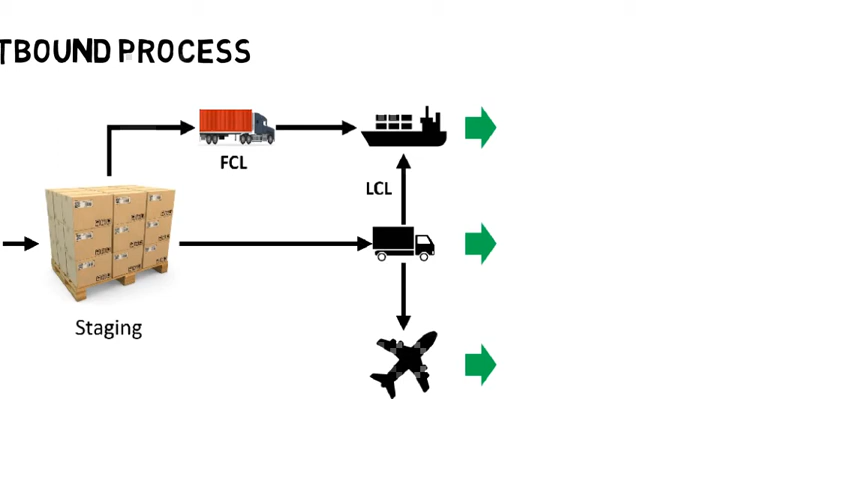 TBOUND PROCESS
FCL
LCL
Staging